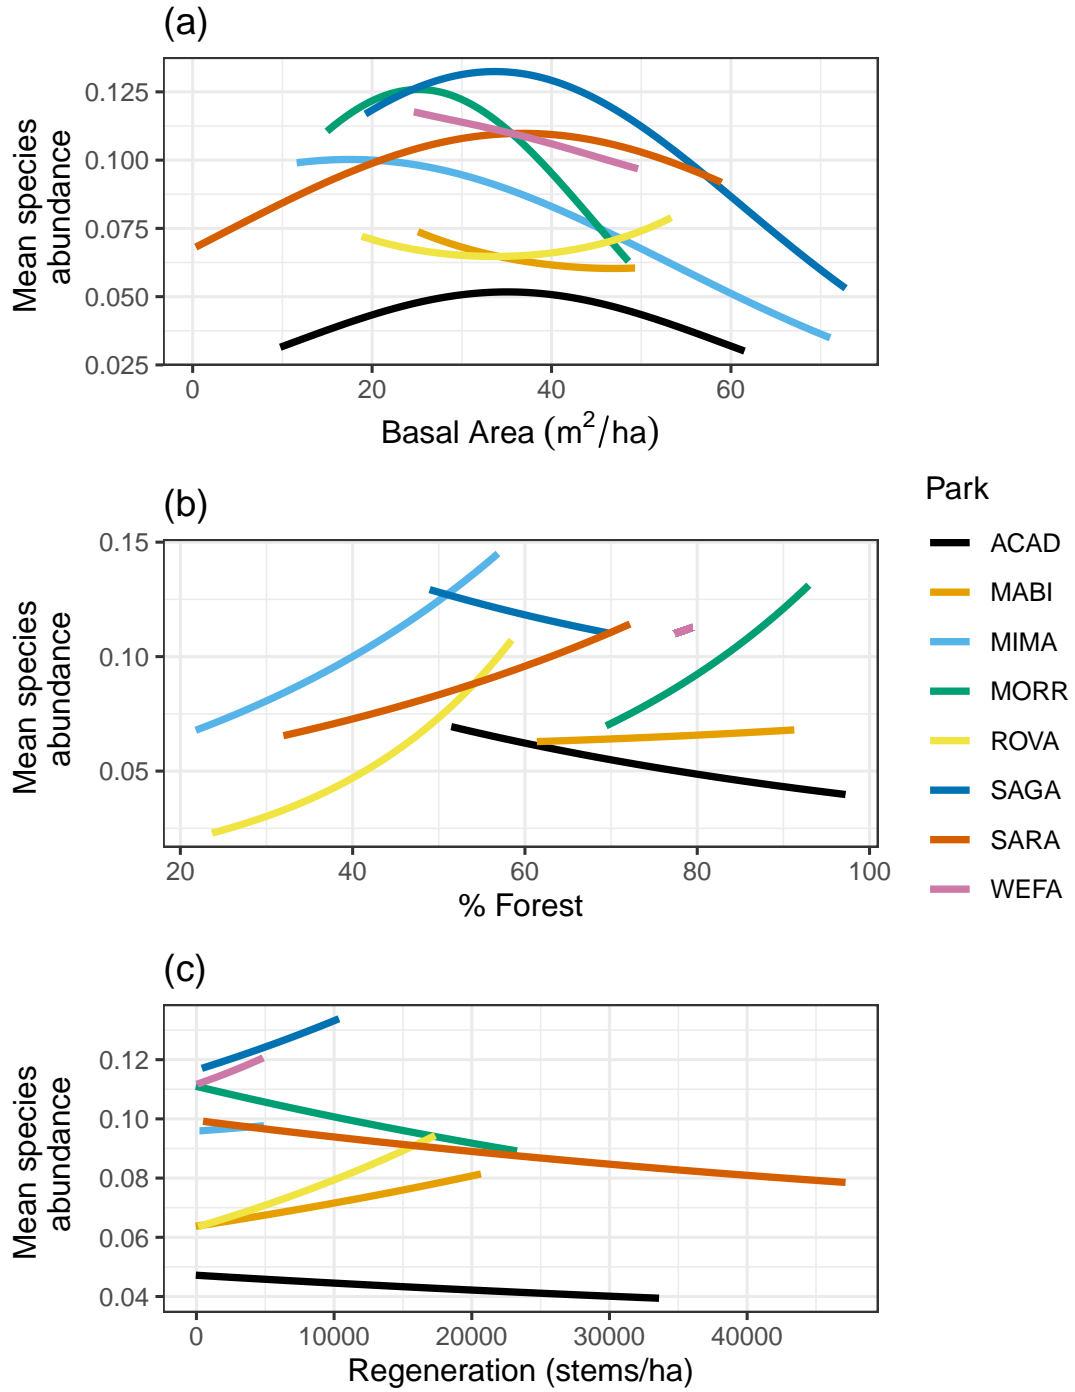 (a)
Mean species
abundance
0.125
0.100
0.075
0.050
0.025
0 20 40 60
Basal Area (m²/ha)
(b)
Mean species
abundance
0.15
0.10
0.05
20 40 60 80 100
% Forest
Park
ACAD
MABI
MIMA
MORR
ROVA
SAGA
SARA
WEFA
(c)
Mean species
abundance
0.12
0.10
0.08
0.06
0.04
0 10000 20000 30000 40000
Regeneration (stems/ha)